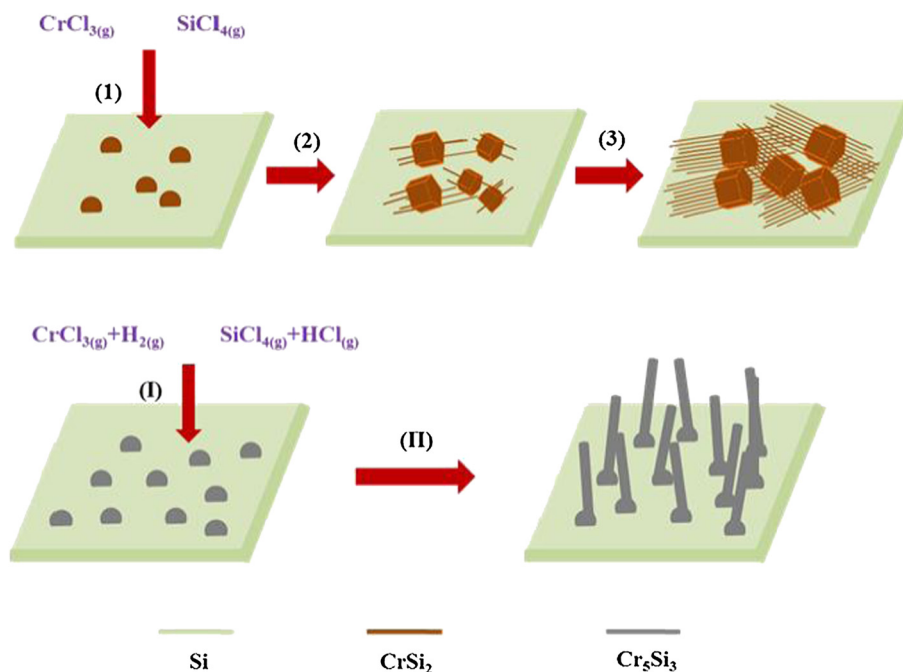 CrCl₃(g) SiCl₄(g)
(1)
(2)
(3)
CrCl₃(g)+H₂(g) SiCl₄(g)+HCl(g)
(I)
(II)
Si CrSi₂ Cr₅Si₃